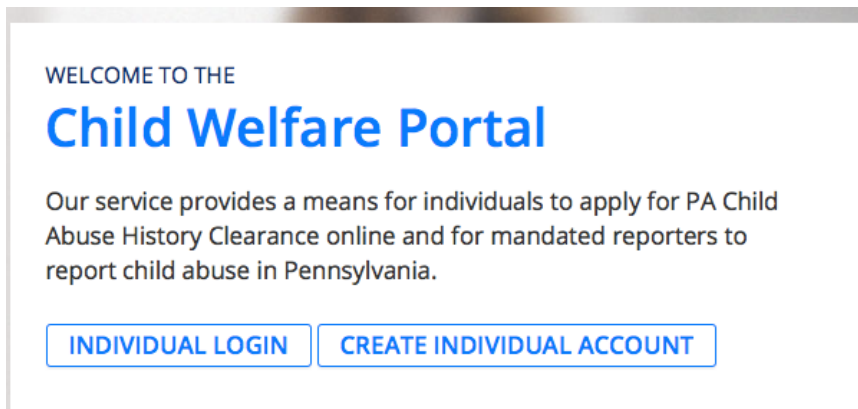 WELCOME TO THE
Child Welfare Portal
Our service provides a means for individuals to apply for PA Child
Abuse History Clearance online and for mandated reporters to
report child abuse in Pennsylvania.
INDIVIDUAL LOGIN CREATE INDIVIDUAL ACCOUNT